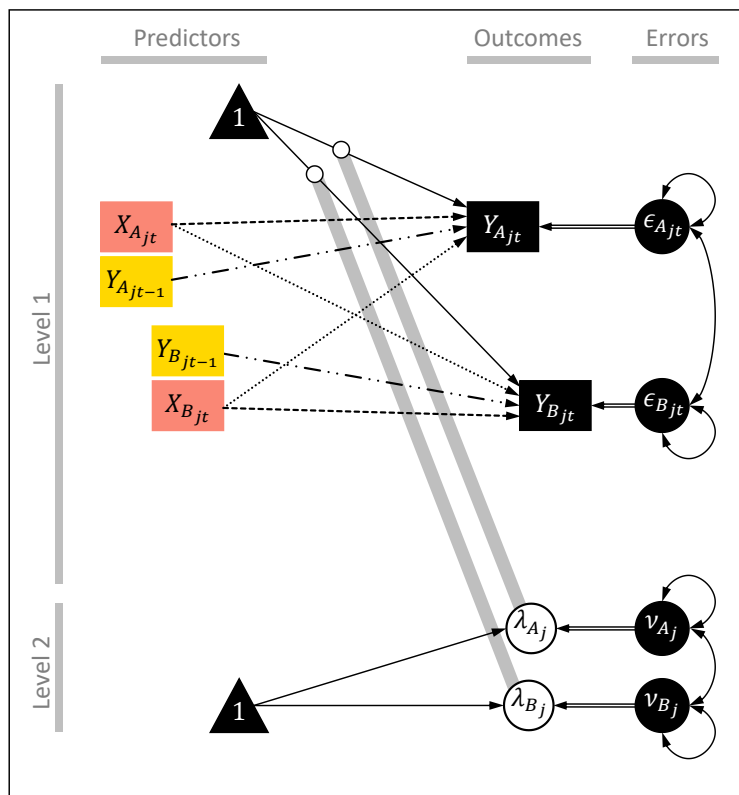 Predictors
Outcomes
Errors
Level 1
1
X_{A_{jt}}
Y_{A_{jt}}
ϵ_{A_{jt}}
Y_{A_{jt−1}}
Y_{B_{jt−1}}
X_{B_{jt}}
Y_{B_{jt}}
ϵ_{B_{jt}}
Level 2
λ_{A_j}
ν_{A_j}
1
λ_{B_j}
ν_{B_j}